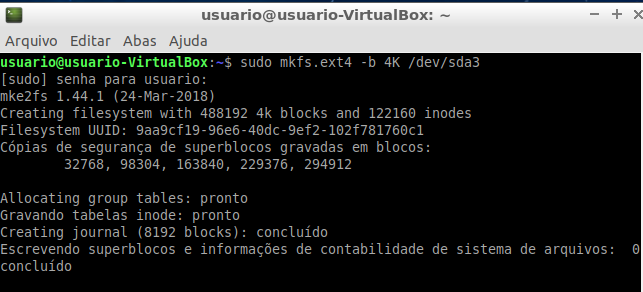 usuario@usuario-VirtualBox: ~
Arquivo Editar Abas Ajuda
usuario@usuario-VirtualBox:~$ sudo mkfs.ext4 -b 4K /dev/sda3
[sudo] senha para usuario:
mke2fs 1.44.1 (24-Mar-2018)
Creating filesystem with 488192 4k blocks and 122160 inodes
Filesystem UUID: 9aa9cf19-96e6-40dc-9ef2-102f781760c1
Cópias de segurança de superblocos gravadas em blocos:
32768, 98304, 163840, 229376, 294912
Allocating group tables: pronto
Gravando tabelas inode: pronto
Creating journal (8192 blocks): concluído
Escrevendo superblocos e informações de contabilidade de sistema de arquivos:  0
concluído